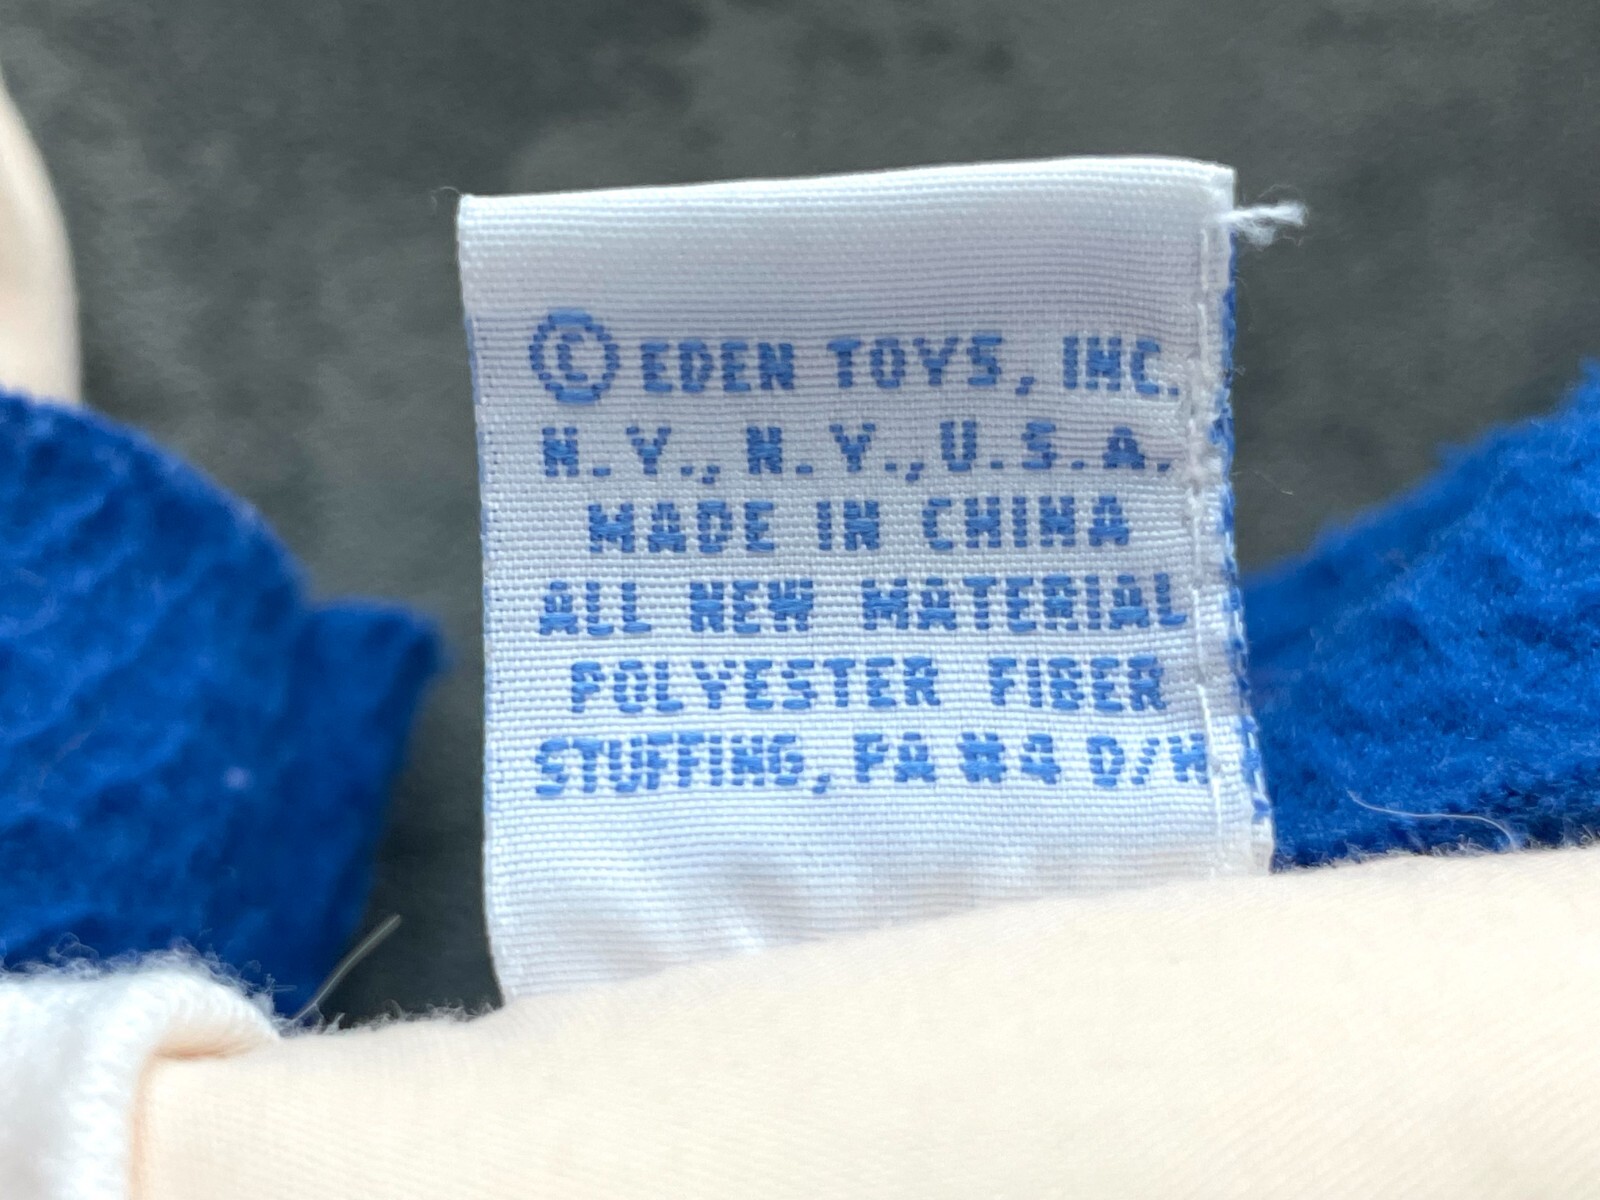 © EDEN TOYS, INC.
N.Y., N.Y., U.S.A.
MADE IN CHINA
ALL NEW MATERIAL
POLYESTER FIBER
STUFFING, PA #4 D/H